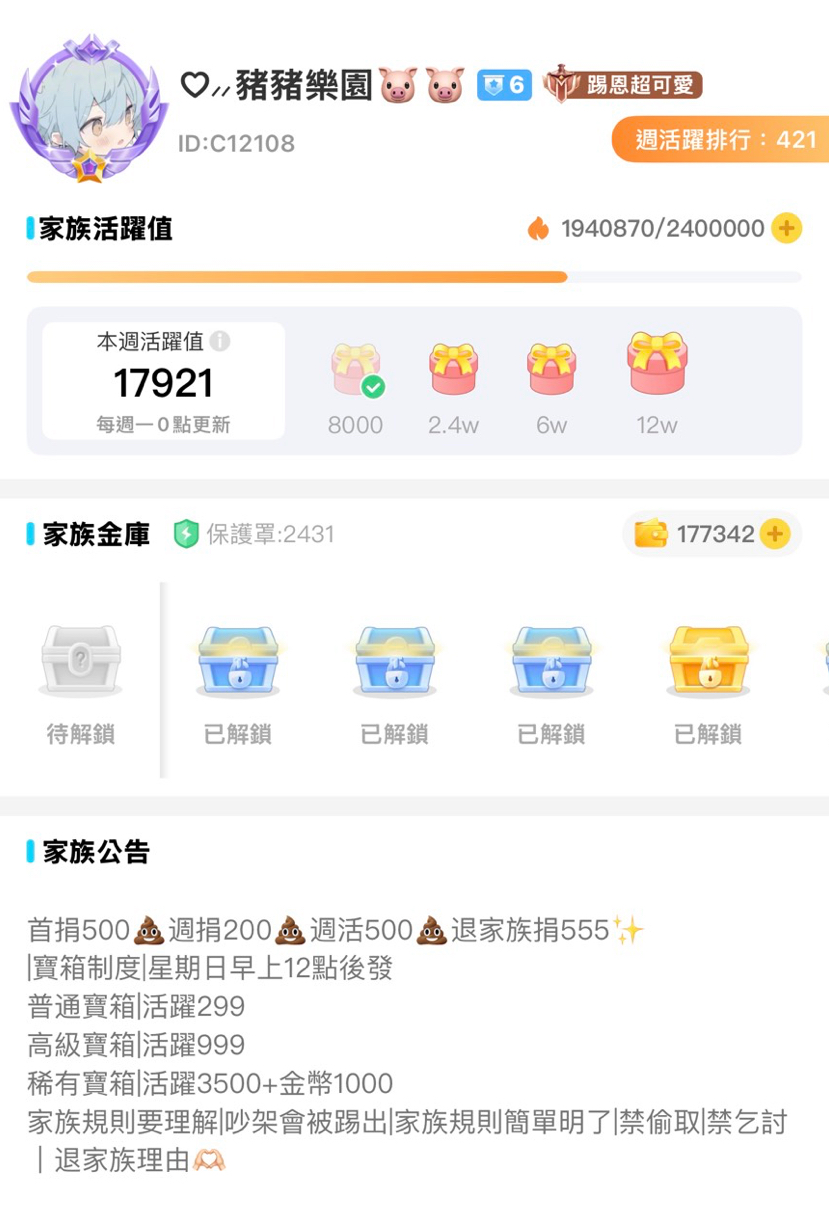 ♡〃豬豬樂園🐷🐷 6 踢恩超可愛
ID:C12108
週活躍排行：421
家族活躍值 1940870/2400000
本週活躍值
17921
每週一0點更新
8000 2.4w 6w 12w
家族金庫 保護罩:2431 177342
待解鎖 已解鎖 已解鎖 已解鎖 已解鎖
家族公告
首捐500💩週捐200💩週活500💩退家族捐555✨
|寶箱制度|星期日早上12點後發
普通寶箱|活躍299
高級寶箱|活躍999
稀有寶箱|活躍3500+金幣1000
家族規則要理解|吵架會被踢出|家族規則簡單明了|禁偷取|禁乞討
｜退家族理由🫶🏻